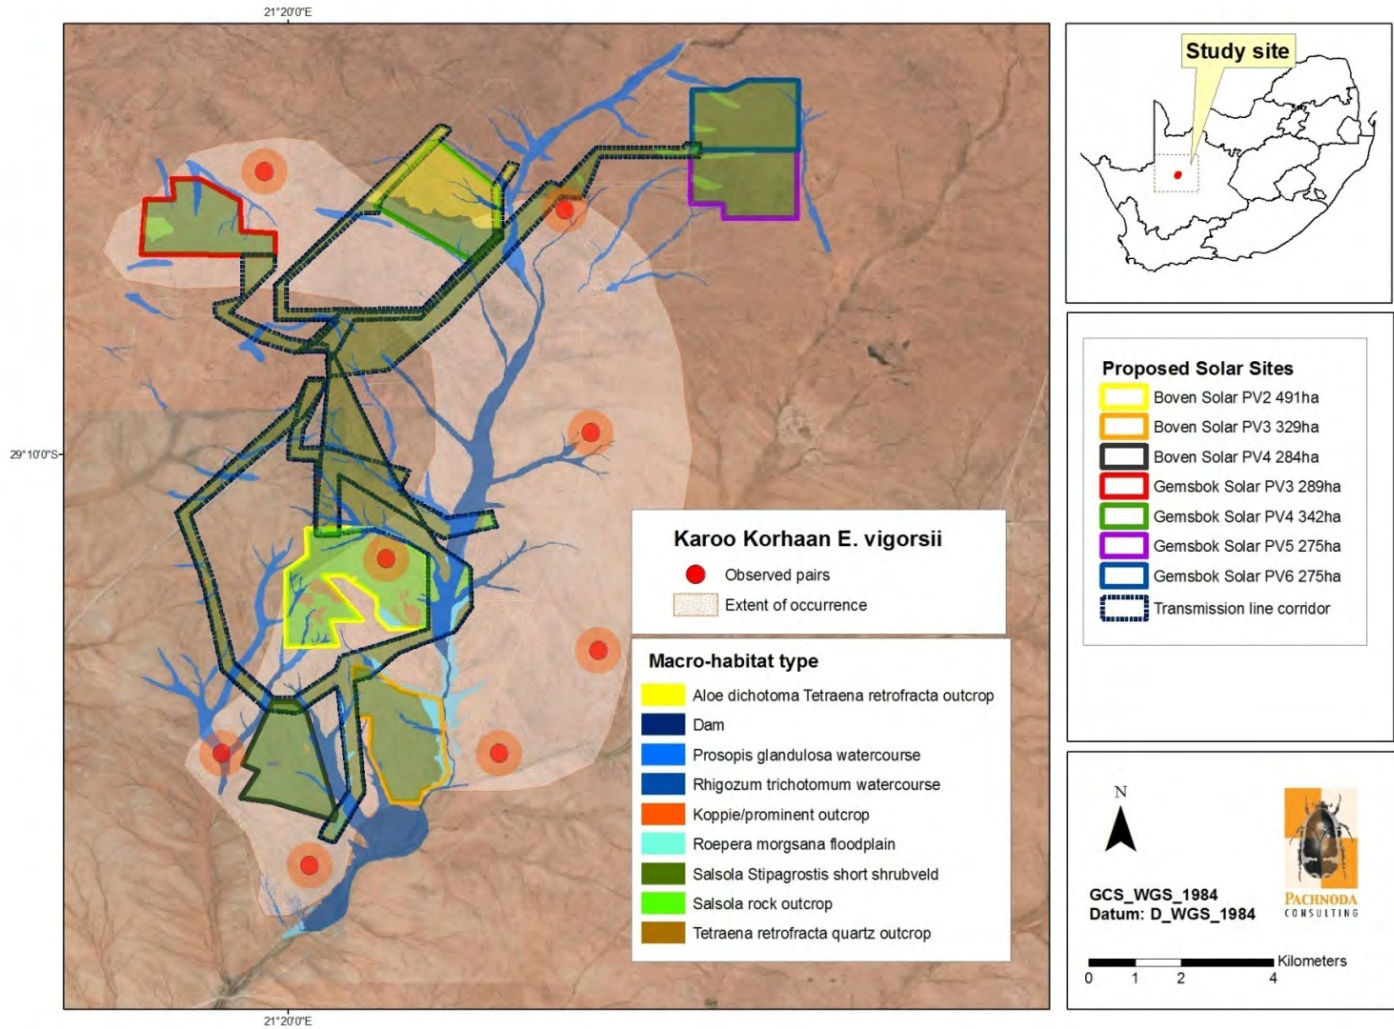 21°20'0"E
29°10'0"S
Karoo Korhaan E. vigorsii
Observed pairs
Extent of occurrence
Macro-habitat type
Aloe dichotoma Tetraena retrofracta outcrop
Dam
Prosopis glandulosa watercourse
Rhigozum trichotomum watercourse
Koppie/prominent outcrop
Roepera morgsana floodplain
Salsola Stipagrostis short shrubveld
Salsola rock outcrop
Tetraena retrofracta quartz outcrop
21°20'0"E
Study site
Proposed Solar Sites
Boven Solar PV2 491ha
Boven Solar PV3 329ha
Boven Solar PV4 284ha
Gemsbok Solar PV3 289ha
Gemsbok Solar PV4 342ha
Gemsbok Solar PV5 275ha
Gemsbok Solar PV6 275ha
Transmission line corridor
N
GCS_WGS_1984
Datum: D_WGS_1984
PACHNODA
CONSULTING
Kilometers
0 1 2 4